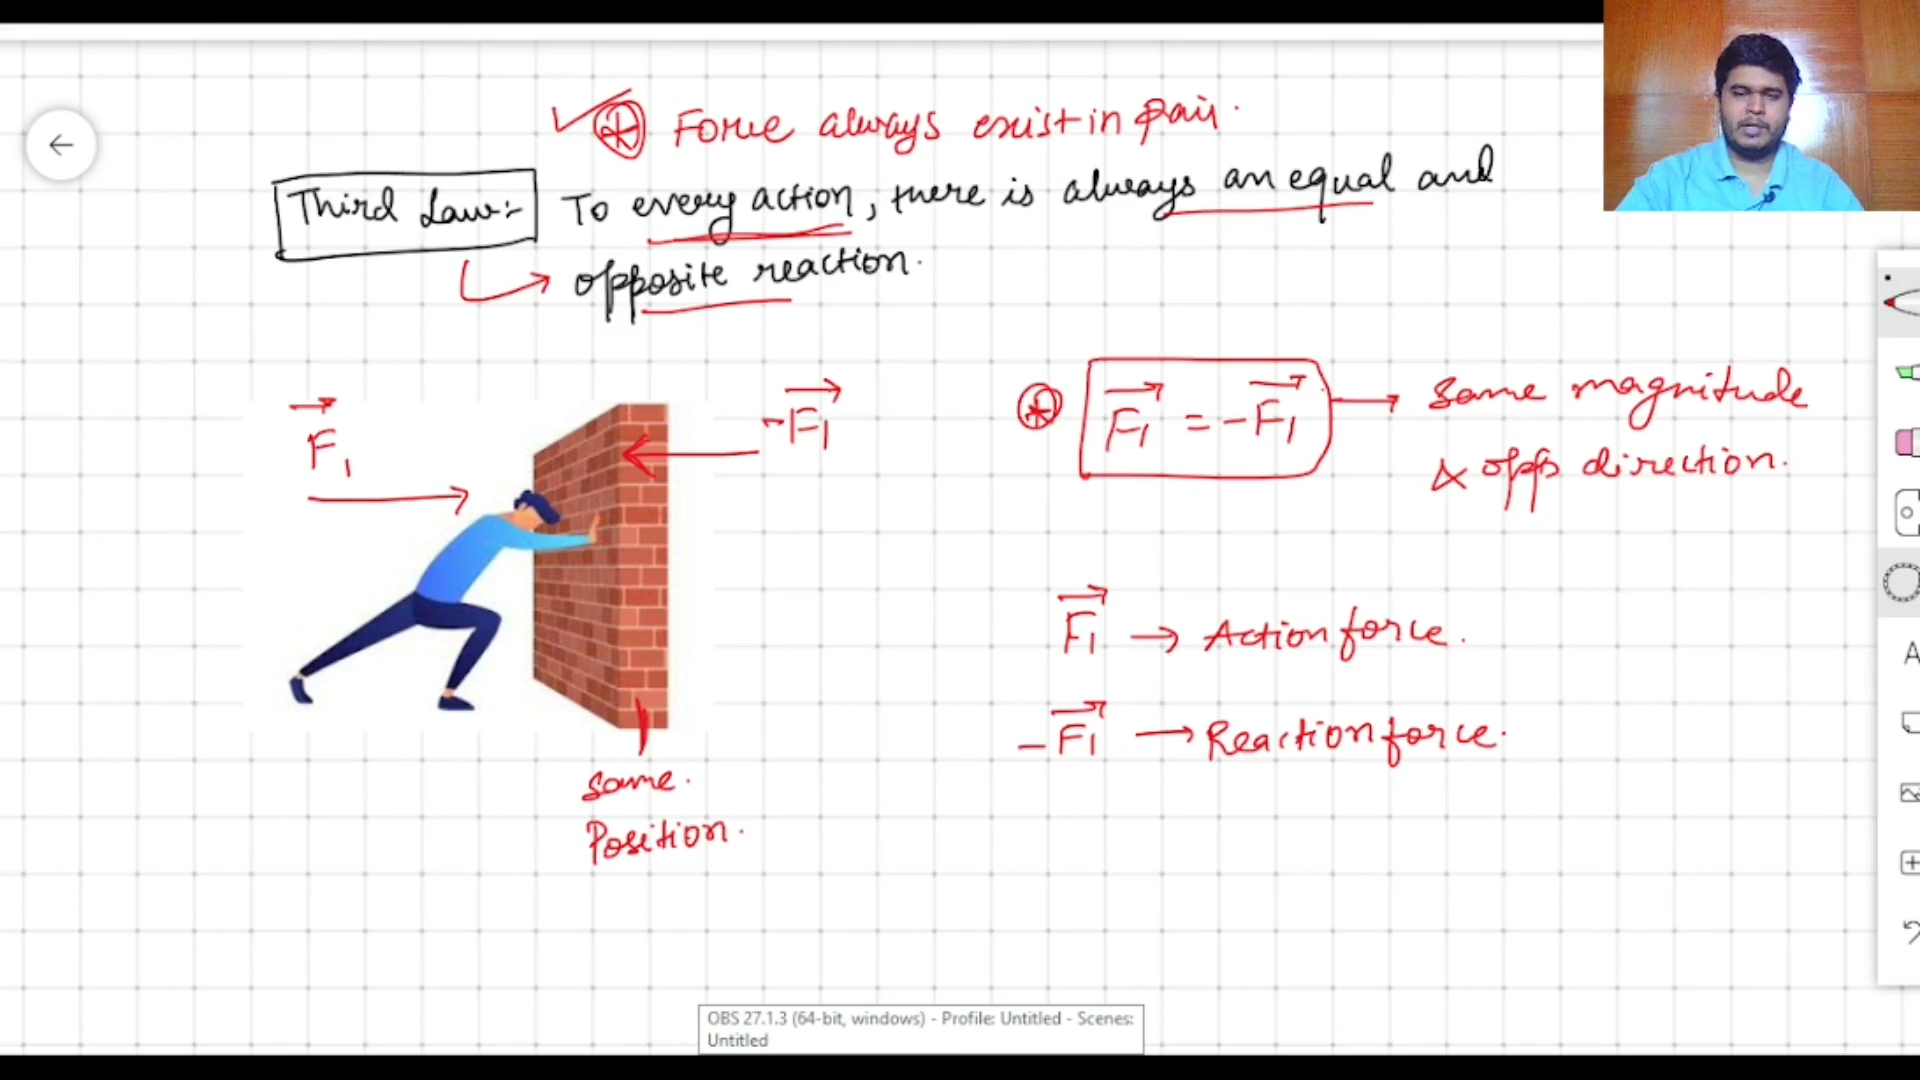 Force always exist in pair.
Third Law:- To every action, there is always an equal and
opposite reaction.
F₁
-F₁
F₁ = -F₁ → Same magnitude
& opps direction.
F₁ → Action force.
-F₁ → Reaction force.
Same.
Position.
A
OBS 27.1.3 (64-bit, windows) - Profile: Untitled - Scenes:
Untitled